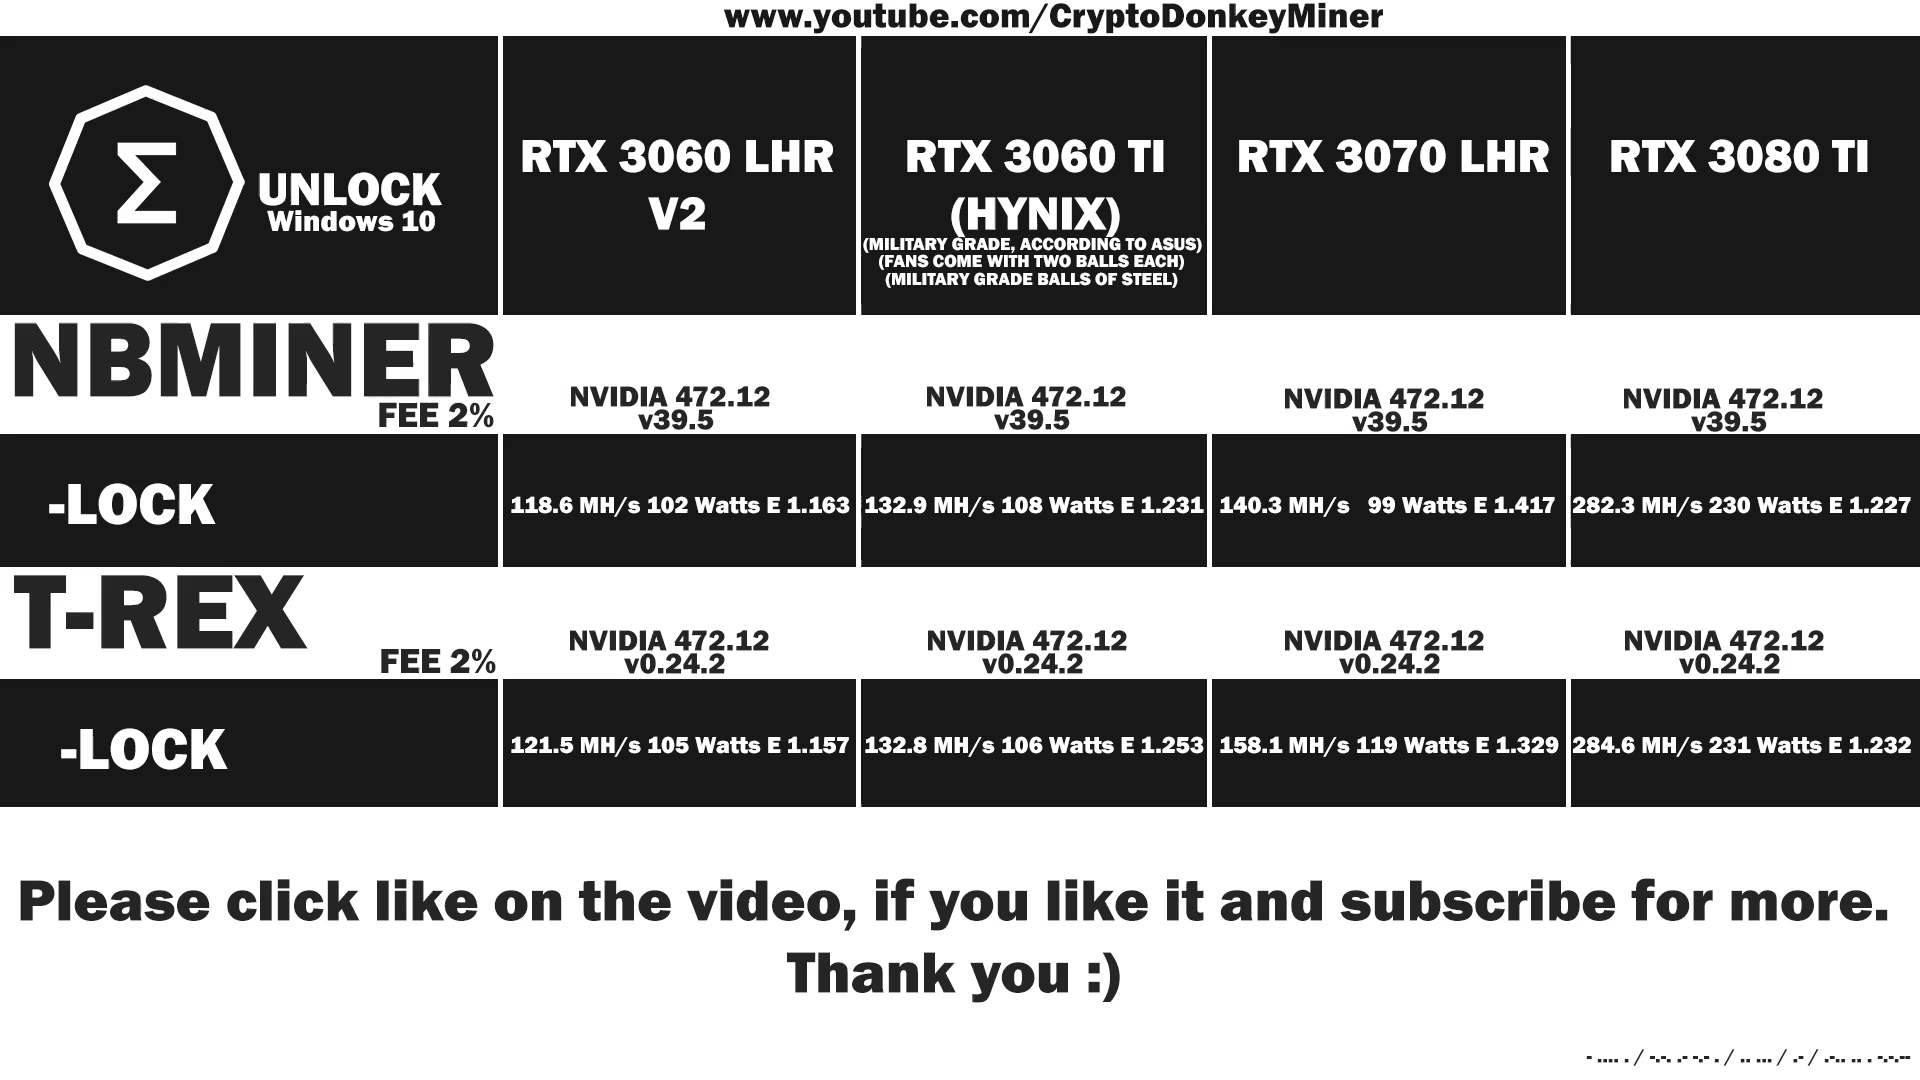 www.youtube.com/CryptoDonkeyMiner
Σ
UNLOCK
Windows 10
RTX 3060 LHR
V2
RTX 3060 TI
(HYNIX)
(MILITARY GRADE, ACCORDING TO ASUS)
(FANS COME WITH TWO BALLS EACH)
(MILITARY GRADE BALLS OF STEEL)
RTX 3070 LHR
RTX 3080 TI
NBMINER
FEE 2%
NVIDIA 472.12
v39.5
NVIDIA 472.12
v39.5
NVIDIA 472.12
v39.5
NVIDIA 472.12
v39.5
-LOCK
118.6 MH/s 102 Watts E 1.163
132.9 MH/s 108 Watts E 1.231
140.3 MH/s 99 Watts E 1.417
282.3 MH/s 230 Watts E 1.227
T-REX
FEE 2%
NVIDIA 472.12
v0.24.2
NVIDIA 472.12
v0.24.2
NVIDIA 472.12
v0.24.2
NVIDIA 472.12
v0.24.2
-LOCK
121.5 MH/s 105 Watts E 1.157
132.8 MH/s 106 Watts E 1.253
158.1 MH/s 119 Watts E 1.329
284.6 MH/s 231 Watts E 1.232
Please click like on the video, if you like it and subscribe for more.
Thank you :)
- .... . / -.-. .- -.- . / .. ... / .- / .-.. .. . -.-.--